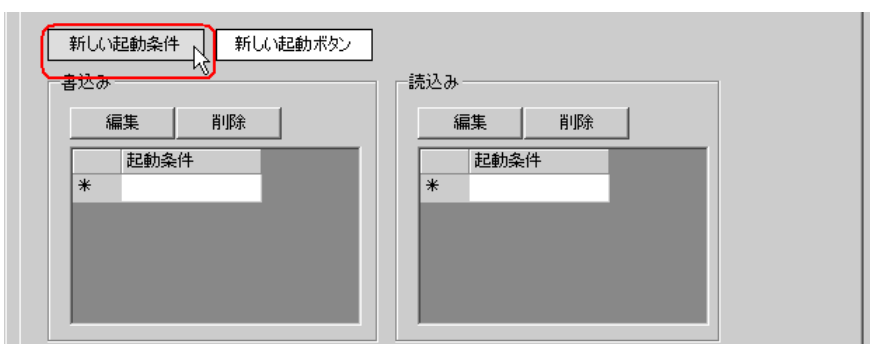 新しい起動条件 新しい起動ボタン
書込み 読込み
編集 削除 編集 削除
起動条件 起動条件
* *